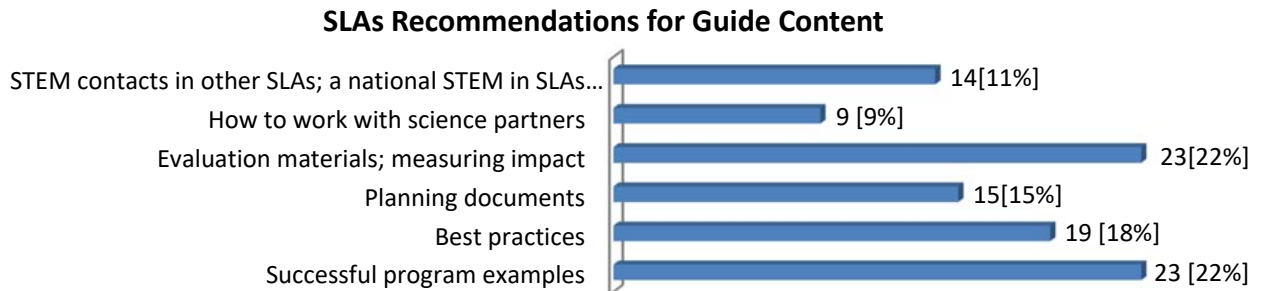 SLAs Recommendations for Guide Content
STEM contacts in other SLAs; a national STEM in SLAs… 14[11%]
How to work with science partners 9 [9%]
Evaluation materials; measuring impact 23[22%]
Planning documents 15[15%]
Best practices 19 [18%]
Successful program examples 23 [22%]